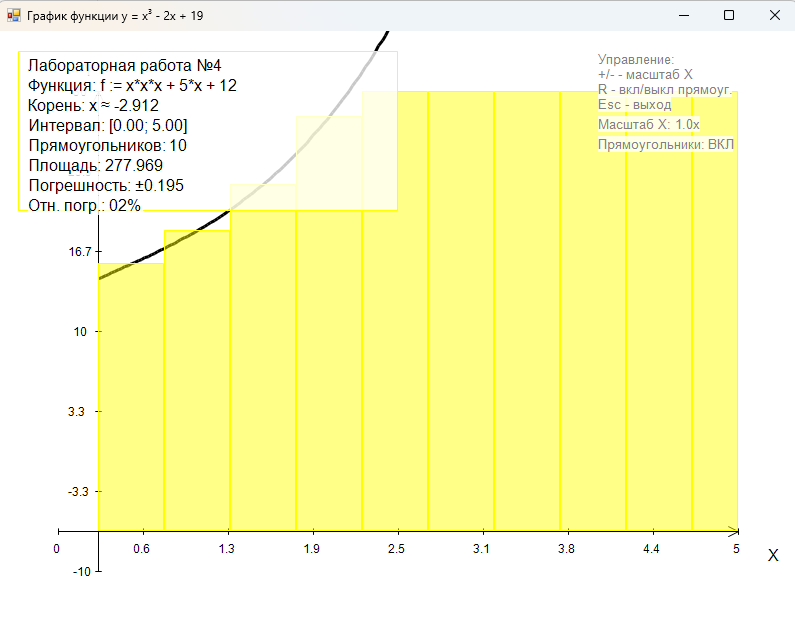 График функции y = x³ - 2x + 19
Лабораторная работа №4
Функция: f := x*x*x + 5*x + 12
Корень: x ≈ -2.912
Интервал: [0.00; 5.00]
Прямоугольников: 10
Площадь: 277.969
Погрешность: ±0.195
Отн. погр.: 02%
Управление:
+/- - масштаб X
R - вкл/выкл прямоуг.
Esc - выход
Масштаб X: 1.0x
Прямоугольники: ВКЛ
16.7
10
3.3
-3.3
-10
0 0.6 1.3 1.9 2.5 3.1 3.8 4.4 5
X